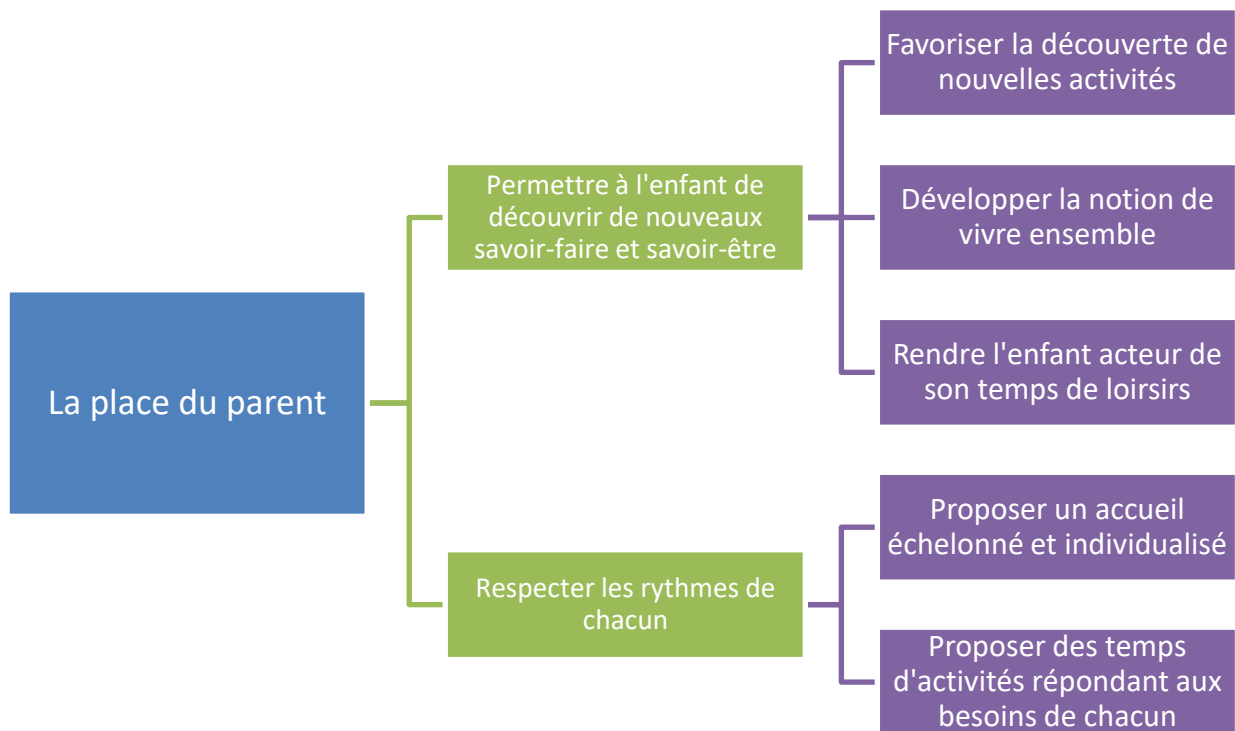 La place du parent
Permettre à l'enfant de
découvrir de nouveaux
savoir-faire et savoir-être
Favoriser la découverte de
nouvelles activités
Développer la notion de
vivre ensemble
Rendre l'enfant acteur de
son temps de loirsirs
Respecter les rythmes de
chacun
Proposer un accueil
échelonné et individualisé
Proposer des temps
d'activités répondant aux
besoins de chacun